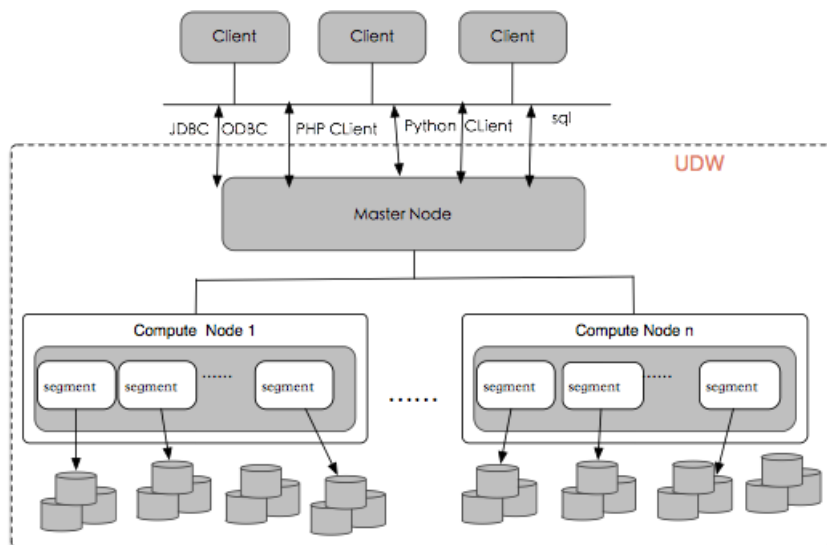 Client Client Client
JDBC ODBC PHP CLient Python CLient sql
UDW
Master Node
Compute Node 1 Compute Node n
segment segment ...... segment ...... segment segment ...... segment